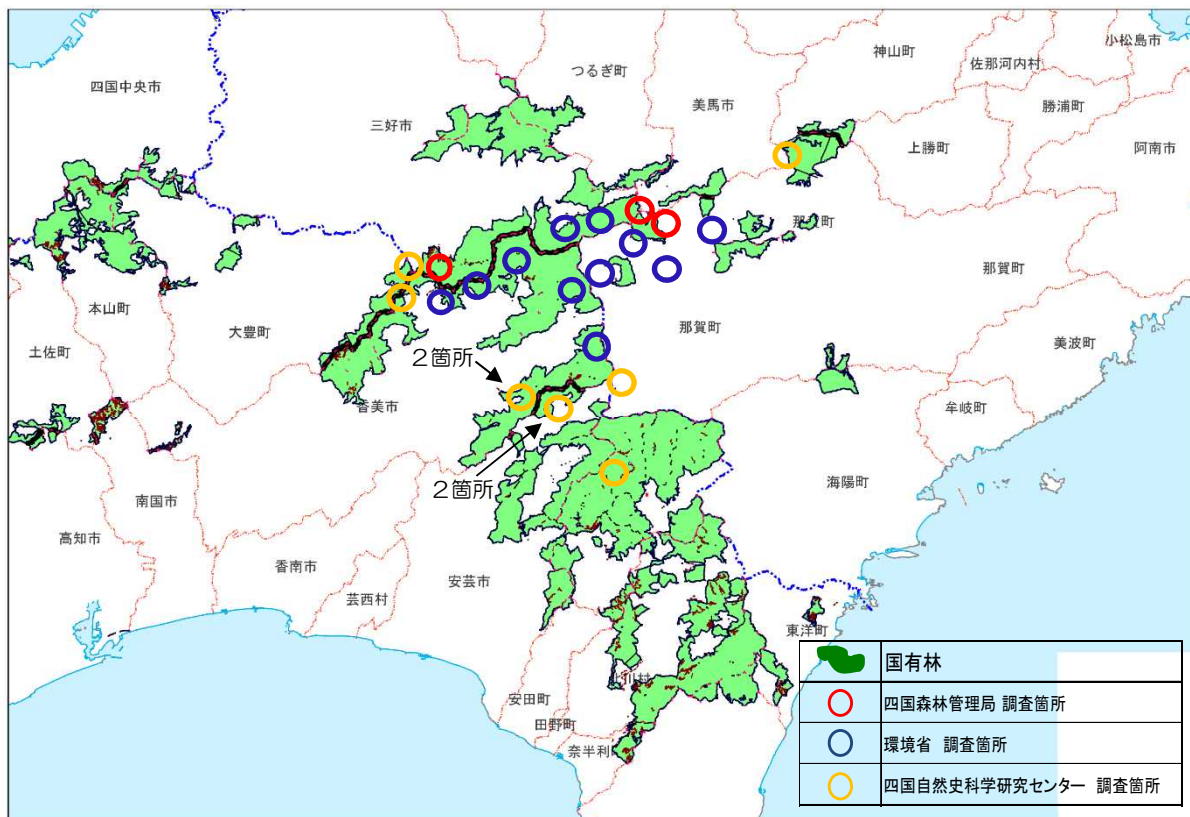 小松島市
神山町
佐那河内村
つるぎ町
四国中央市
美馬市
勝浦町
三好市
上勝町
阿南市
那賀町
那賀町
本山町
大豊町
那賀町
土佐町
美波町
2箇所
香美市
牟岐町
2箇所
海陽町
南国市
高知市
香南市
安芸市
芸西村
東洋町
安田町
田野町
奈半利
国有林
四国森林管理局 調査箇所
環境省 調査箇所
四国自然史科学研究センター 調査箇所